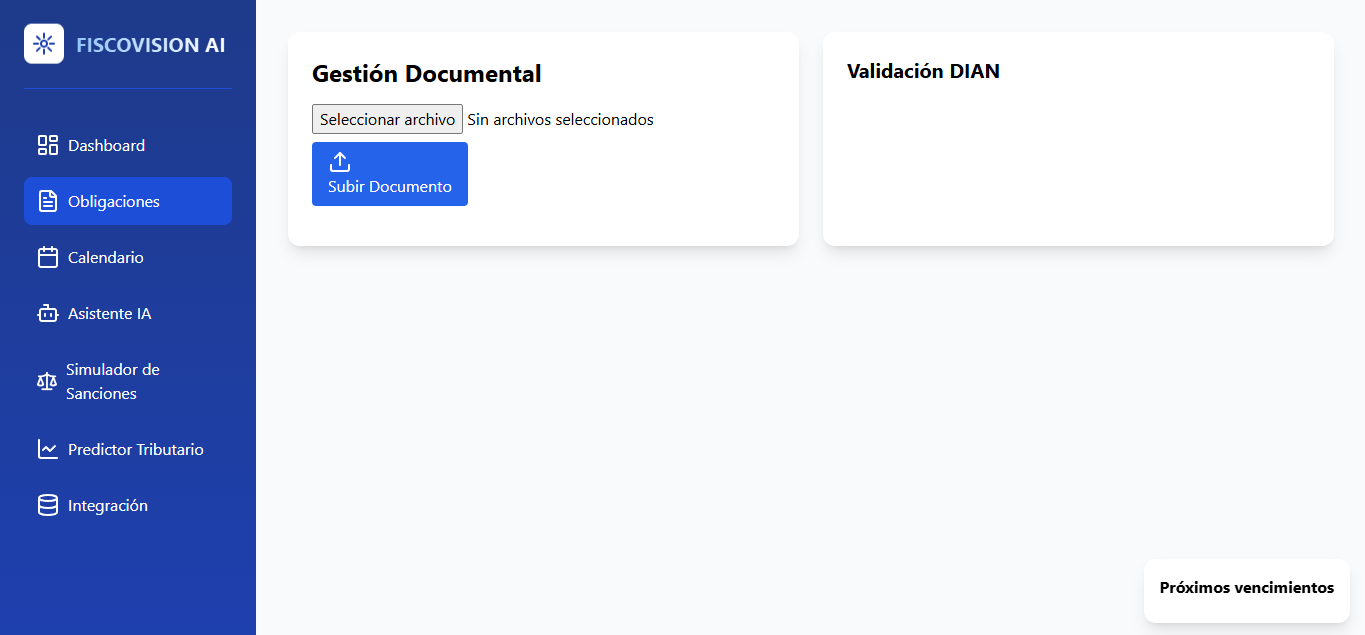 FISCOVISION AI
Dashboard
Obligaciones
Calendario
Asistente IA
Simulador de
Sanciones
Predictor Tributario
Integración
Gestión Documental
Seleccionar archivo Sin archivos seleccionados
Subir Documento
Validación DIAN
Próximos vencimientos